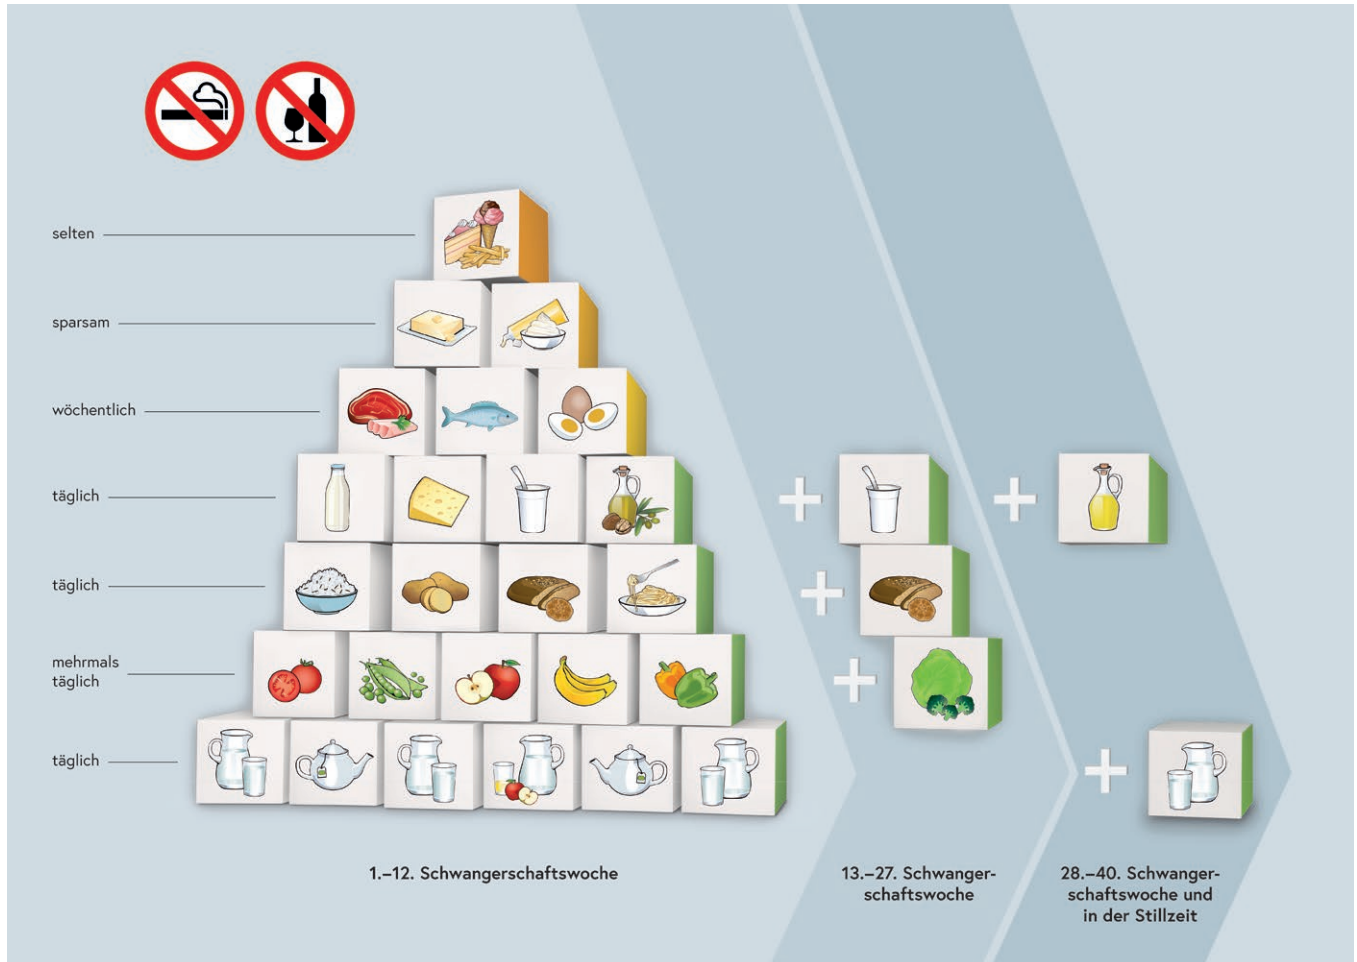 selten
sparsam
wöchentlich
täglich
täglich
mehrmals
täglich
täglich
1.–12. Schwangerschaftswoche
13.–27. Schwanger-
schaftswoche
28.–40. Schwanger-
schaftswoche und
in der Stillzeit